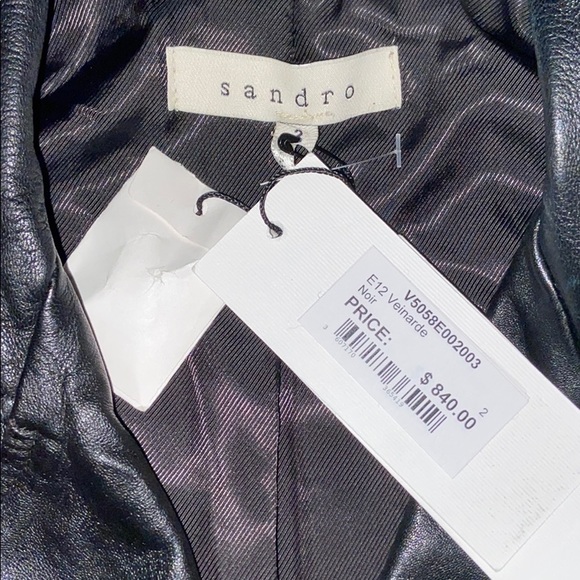 sandro
2
V5058E002003
E12 Veinarde
Noir
2
PRICE: $ 840.00